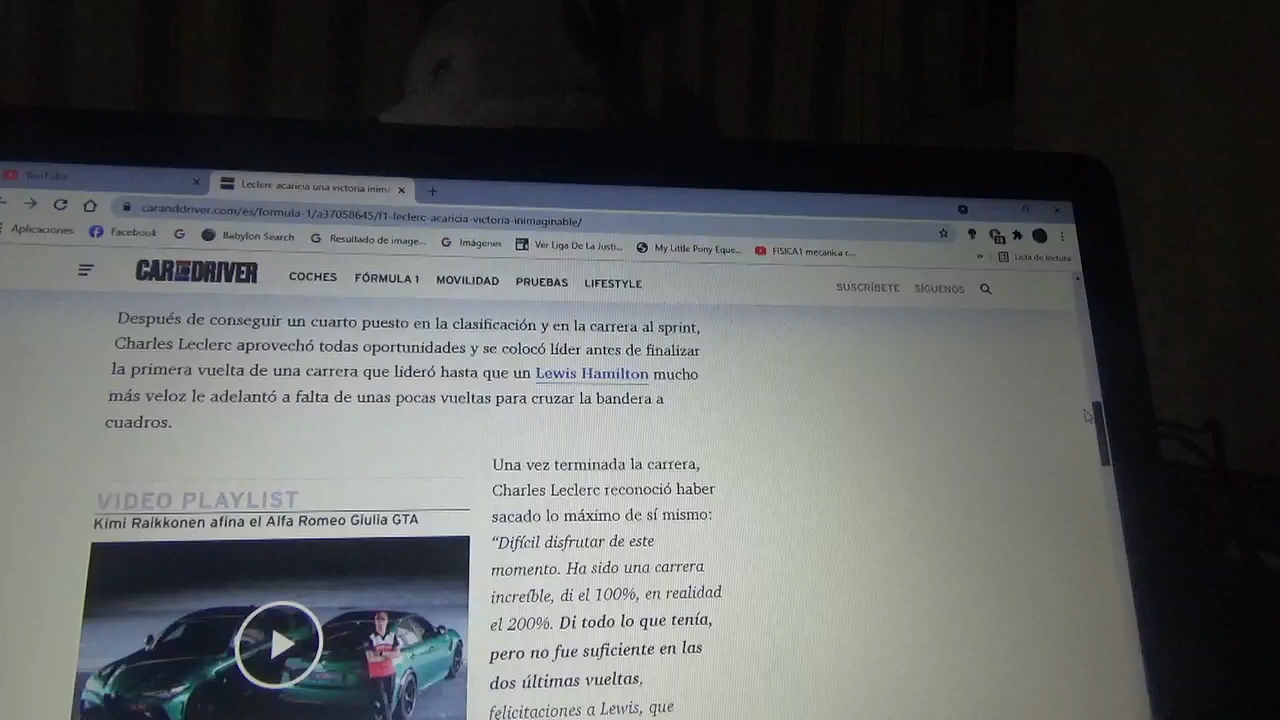 YouTube
Leclerc acaricia una victoria inima
caranddriver.com/es/formula-1/a37058645/f1-leclerc-acaricia-victoria-inimaginable/
Aplicaciones Facebook Babylon Search Resultado de image... Imágenes Ver Liga De La Justi... My Little Pony Eque... FISICA1 mecanica c...
» Lista de lectura
CAR AND DRIVER COCHES FÓRMULA 1 MOVILIDAD PRUEBAS LIFESTYLE SUSCRÍBETE SÍGUENOS
Después de conseguir un cuarto puesto en la clasificación y en la carrera al sprint,
Charles Leclerc aprovechó todas oportunidades y se colocó líder antes de finalizar
la primera vuelta de una carrera que lideró hasta que un Lewis Hamilton mucho
más veloz le adelantó a falta de unas pocas vueltas para cruzar la bandera a
cuadros.
VIDEO PLAYLIST
Kimi Raikkonen afina el Alfa Romeo Giulia GTA
Una vez terminada la carrera,
Charles Leclerc reconoció haber
sacado lo máximo de sí mismo:
“Difícil disfrutar de este
momento. Ha sido una carrera
increíble, di el 100%, en realidad
el 200%. Di todo lo que tenía,
pero no fue suficiente en las
dos últimas vueltas,
felicitaciones a Lewis, que